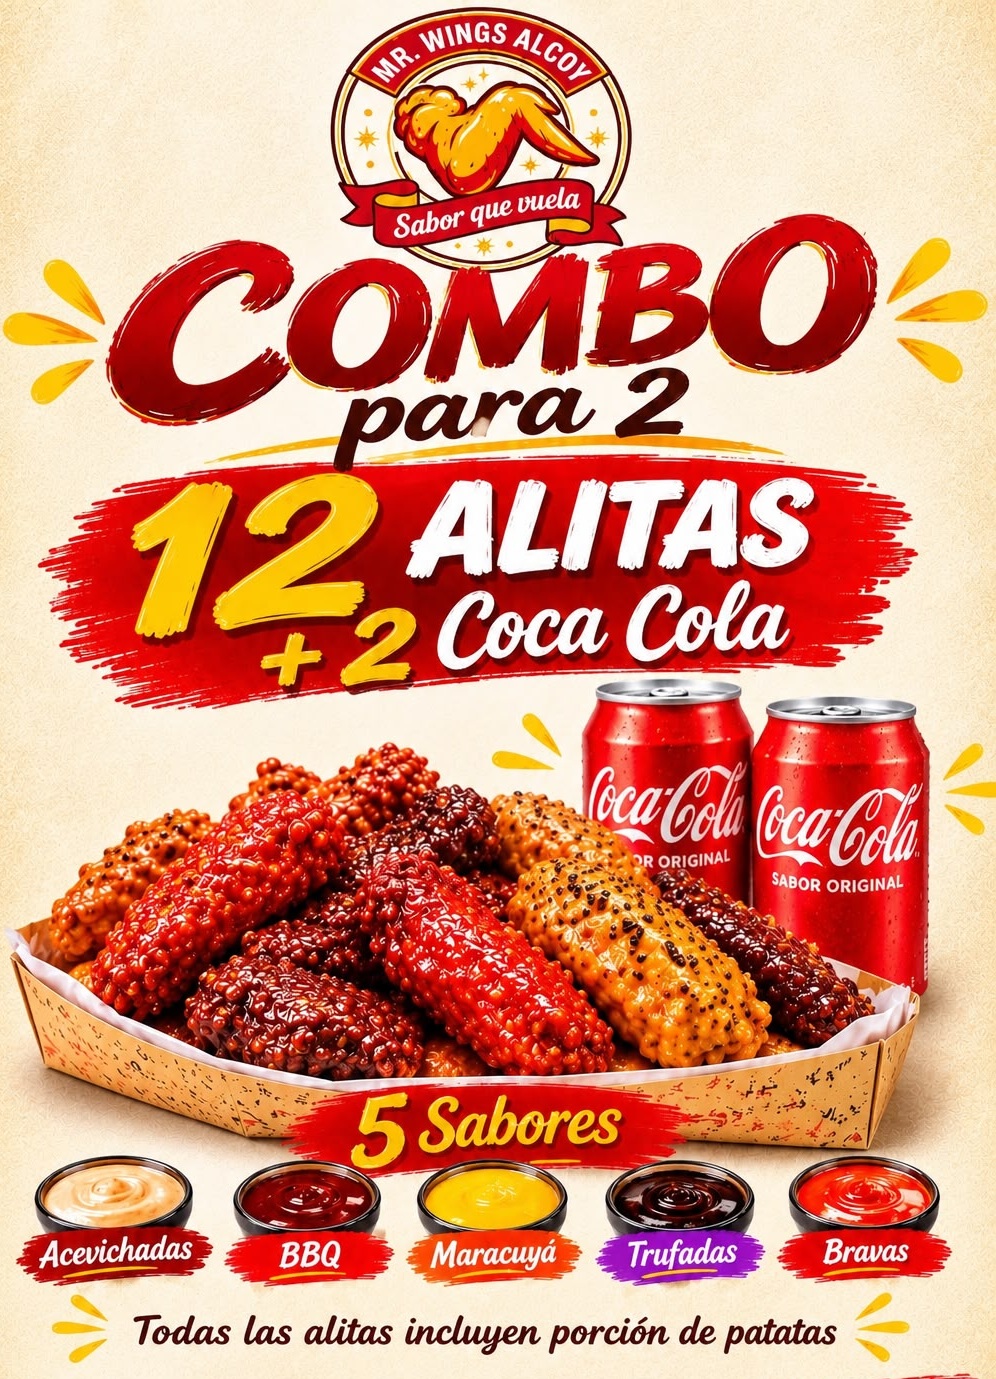 MR. WINGS ALCOY
Sabor que vuela
COMBO
para 2
12 ALITAS
+2 Coca Cola
Coca-Cola
OR ORIGINAL
Coca-Cola
SABOR ORIGINAL
5 Sabores
Acevichadas
BBQ
Maracuyá
Trufadas
Bravas
Todas las alitas incluyen porción de patatas